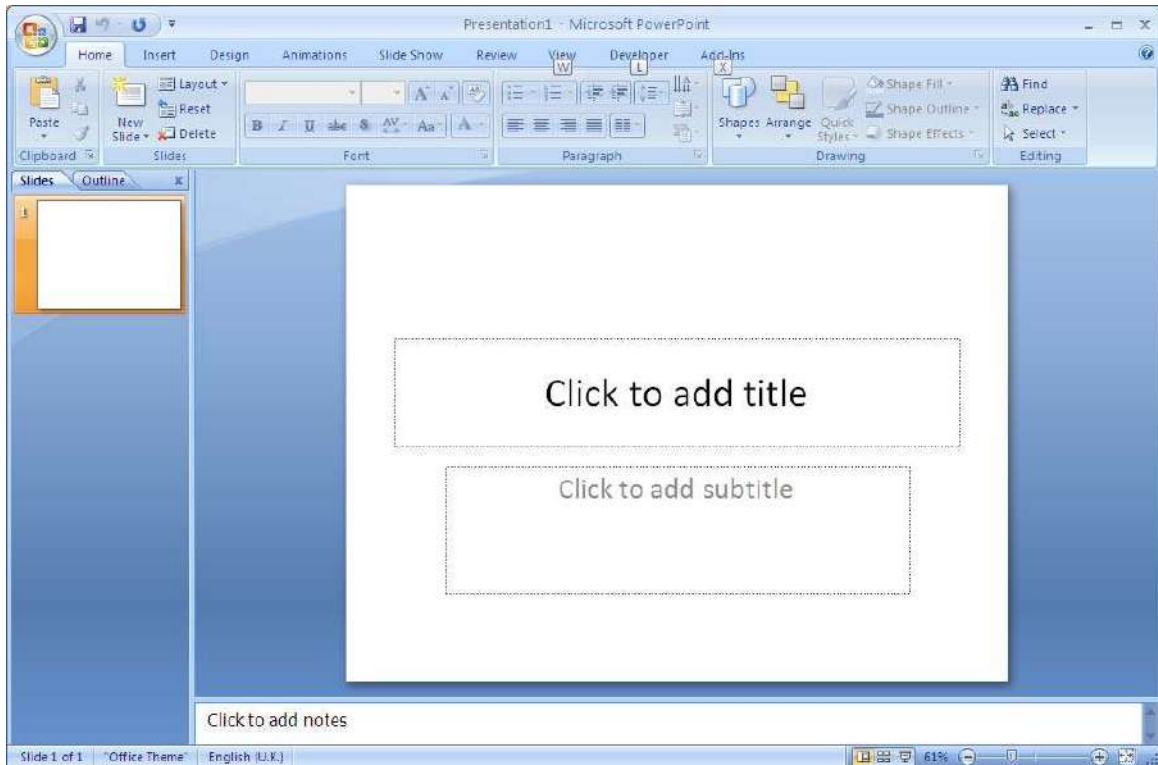 Presentation1 - Microsoft PowerPoint
Home Insert Design Animations Slide Show Review View Developer Add-Ins
W L X
Paste
Clipboard
New Slide
Layout
Reset
Delete
Slides
B I U abc S AV Aa A
Font
Paragraph
Shapes Arrange Quick Styles
Shape Fill
Shape Outline
Shape Effects
Drawing
Find
Replace
Select
Editing
Slides Outline x
1
Click to add title
Click to add subtitle
Click to add notes
Slide 1 of 1 "Office Theme" English (U.K.) 61%